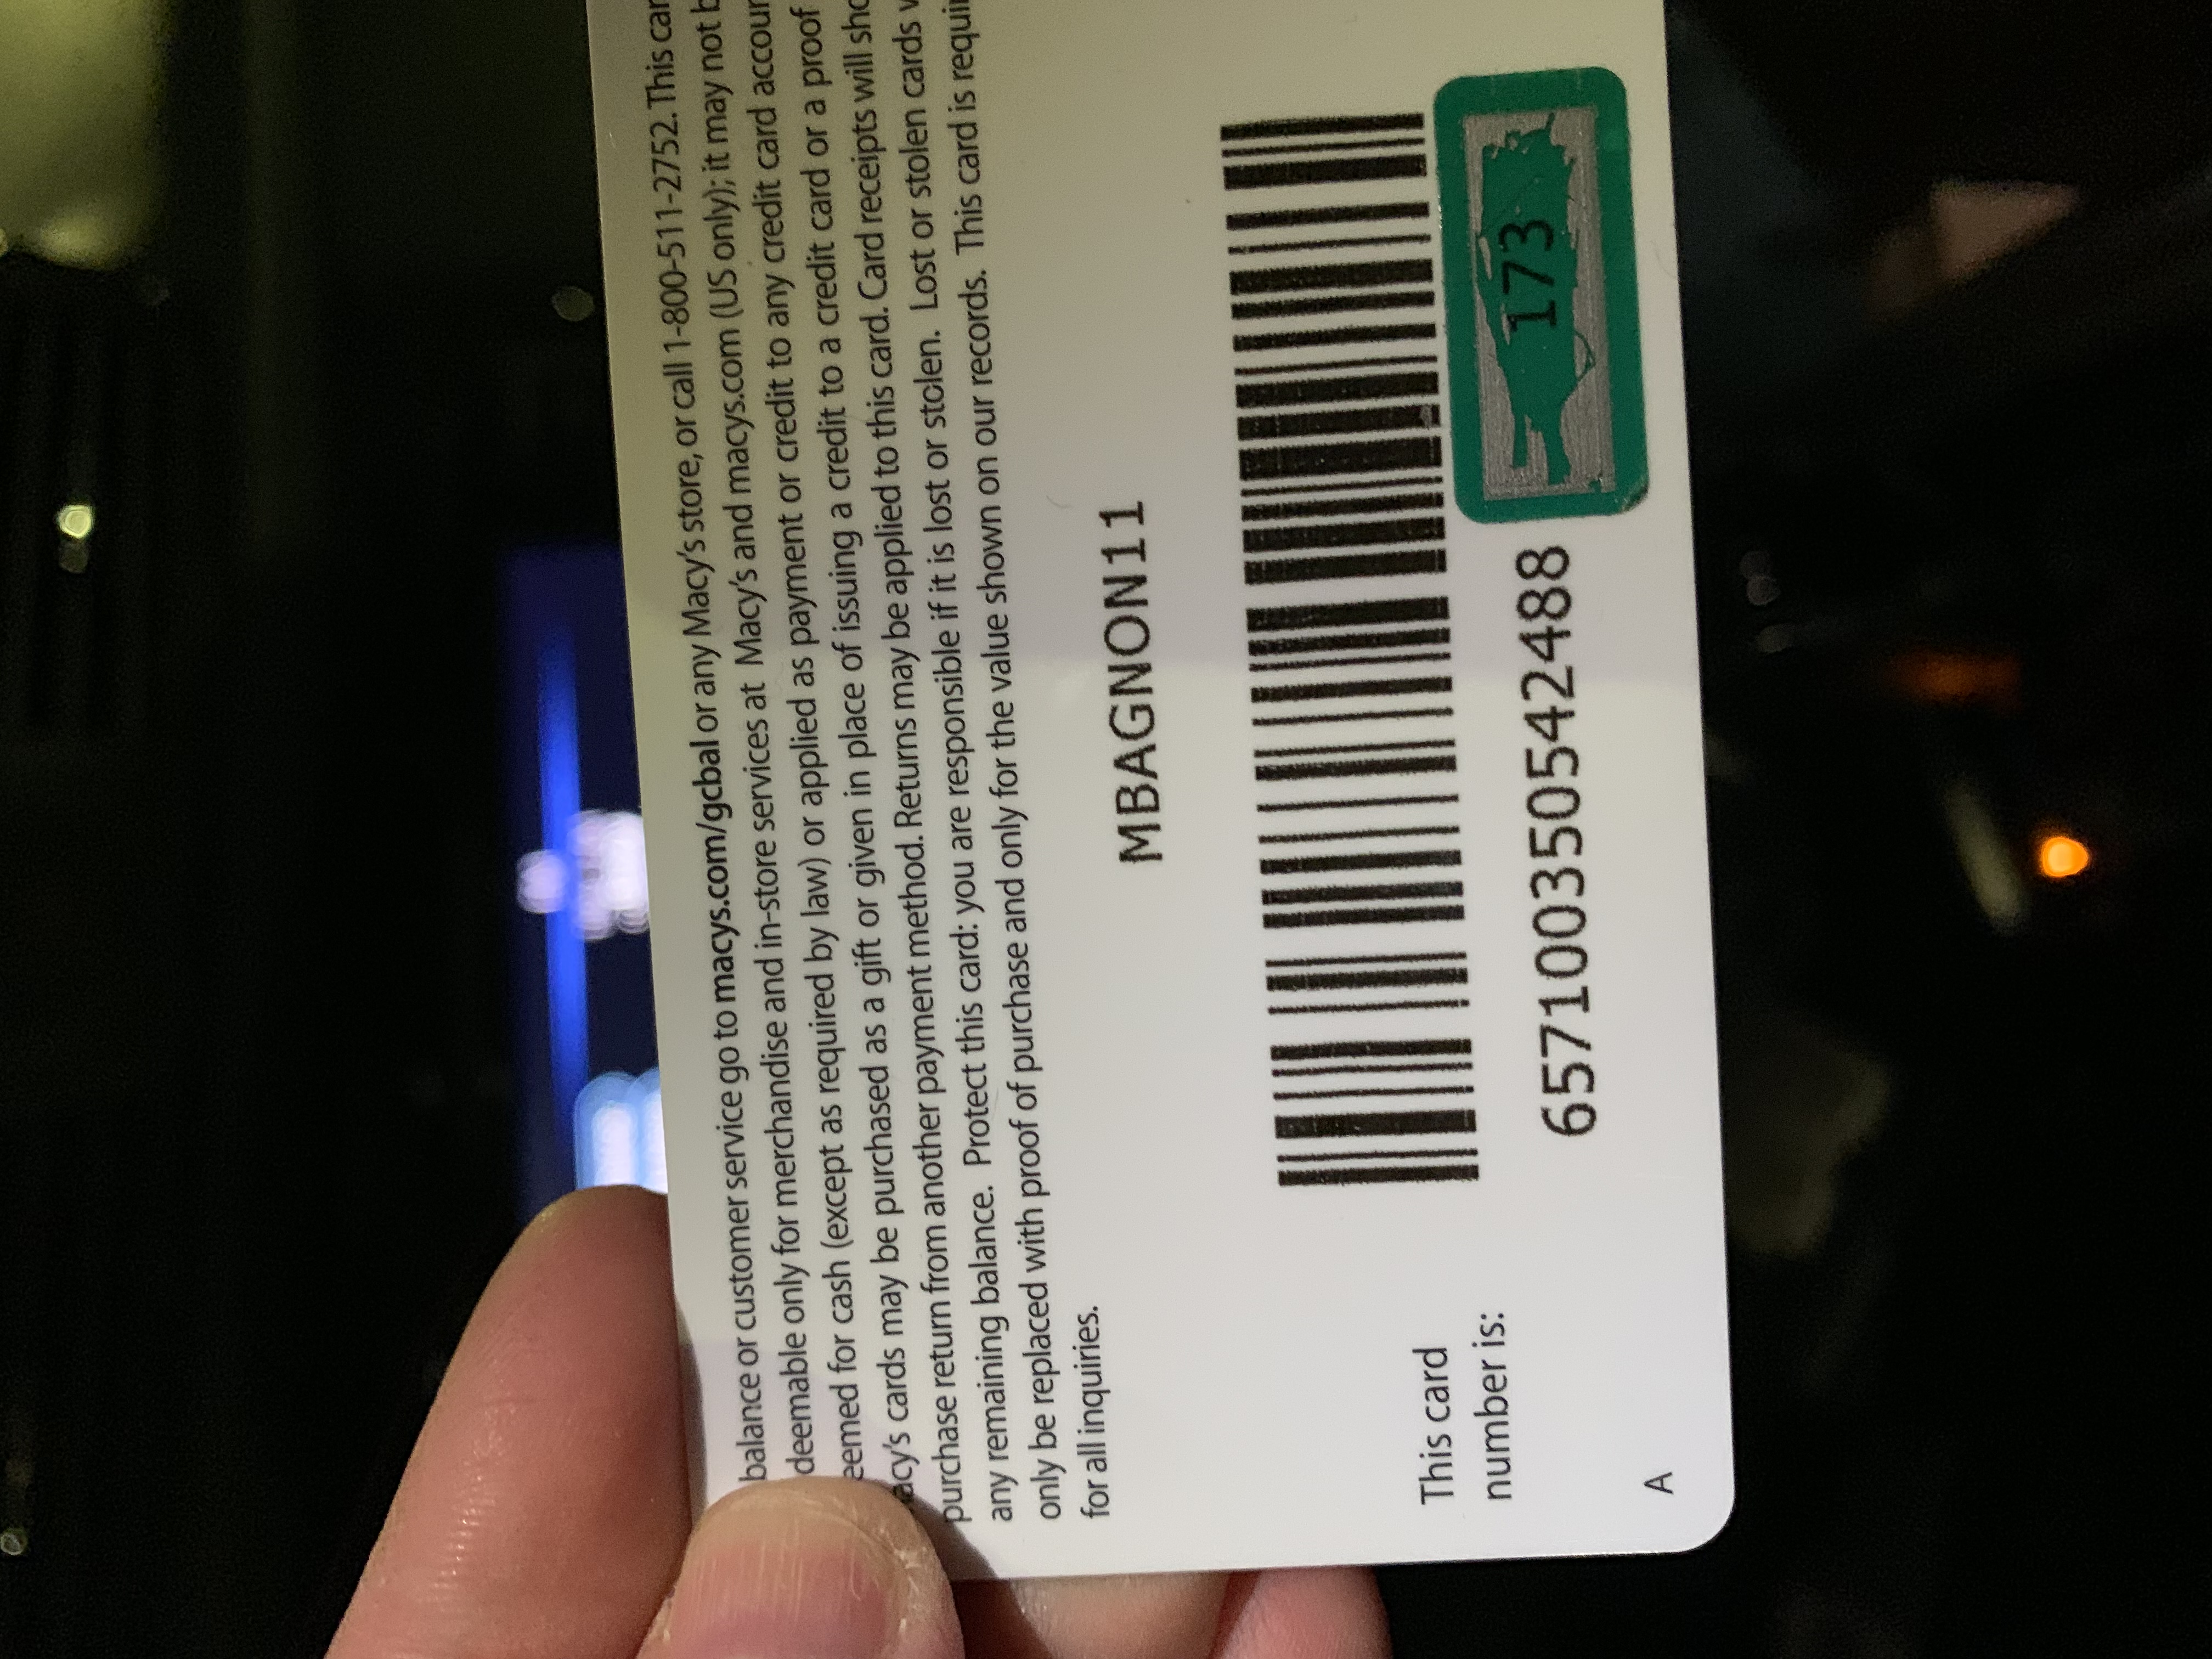 balance or customer service go to macys.com/gcbal or any Macy's store, or call 1-800-511-2752. This car
deemable only for merchandise and in-store services at Macy's and macys.com (US only); it may not b
eemed for cash (except as required by law) or applied as payment or credit to any credit card accoun
acy's cards may be purchased as a gift or given in place of issuing a credit to a credit card or a proof
purchase return from another payment method. Returns may be applied to this card. Card receipts will sho
any remaining balance. Protect this card: you are responsible if it is lost or stolen. Lost or stolen cards w
only be replaced with proof of purchase and only for the value shown on our records. This card is requir
for all inquiries.
MBAGNON11
This card
number is:
657100350542488
173
A